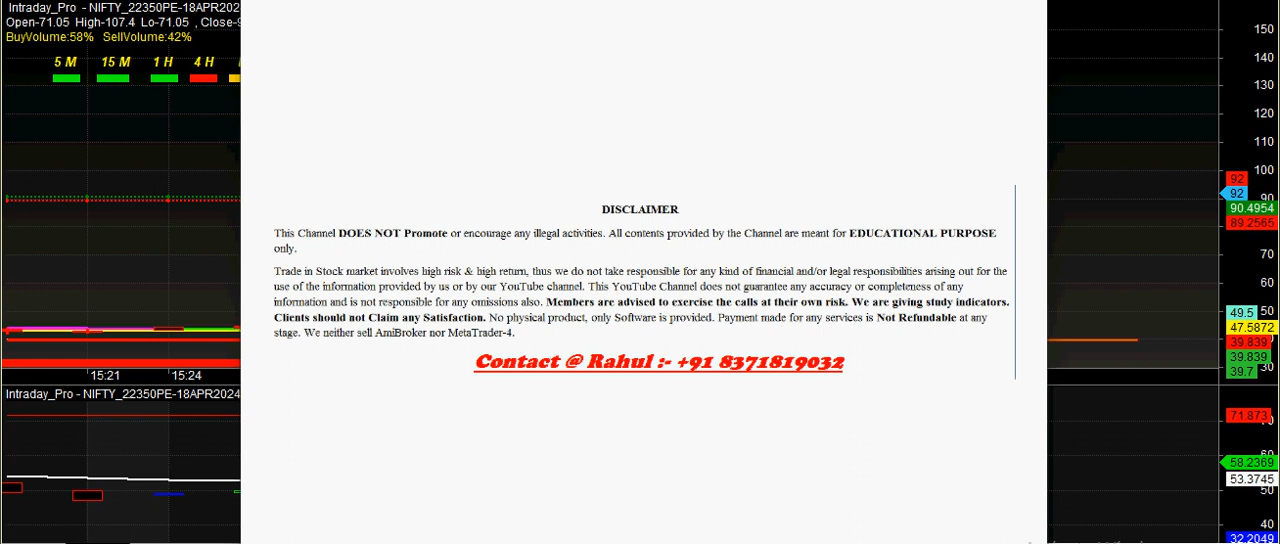 Intraday_Pro - NIFTY_22350PE-18APR202
Open-71.05 High-107.4 Lo-71.05 , Close-9
BuyVolume:58% SellVolume:42%
5 M 15 M 1 H 4 H
DISCLAIMER
This Channel DOES NOT Promote or encourage any illegal activities. All contents provided by the Channel are meant for EDUCATIONAL PURPOSE
only.
Trade in Stock market involves high risk & high return, thus we do not take responsible for any kind of financial and/or legal responsibilities arising out for the
use of the information provided by us or by our YouTube channel. This YouTube Channel does not guarantee any accuracy or completeness of any
information and is not responsible for any omissions also. Members are advised to exercise the calls at their own risk. We are giving study indicators.
Clients should not Claim any Satisfaction. No physical product, only Software is provided. Payment made for any services is Not Refundable at any
stage. We neither sell AmiBroker nor MetaTrader-4.
Contact @ Rahul :- +91 8371819032
15:21 15:24
Intraday_Pro - NIFTY_22350PE-18APR2024
150
140
130
120
110
100
92
92
90
90.4954
89.2565
70
60
50
49.5
47.5872
39.839
39.839
30
39.7
71.873
60
58.2369
53.3745
50
40
32.2049